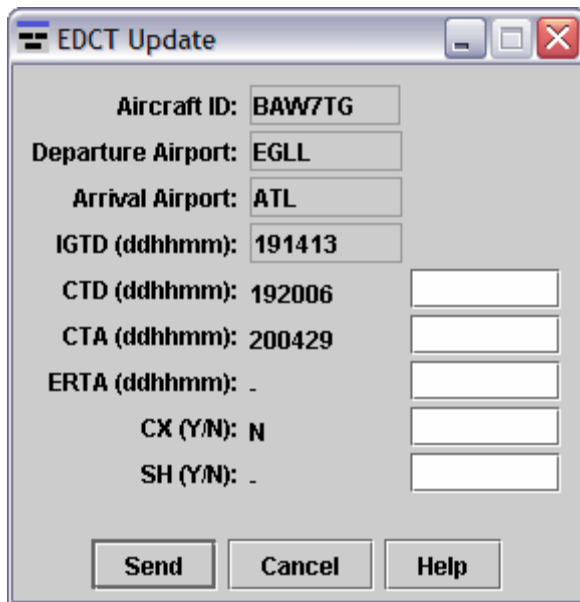 EDCT Update
Aircraft ID: BAW7TG
Departure Airport: EGLL
Arrival Airport: ATL
IGTD (ddhhmm): 191413
CTD (ddhhmm): 192006
CTA (ddhhmm): 200429
ERTA (ddhhmm): -
CX (Y/N): N
SH (Y/N): -
Send Cancel Help